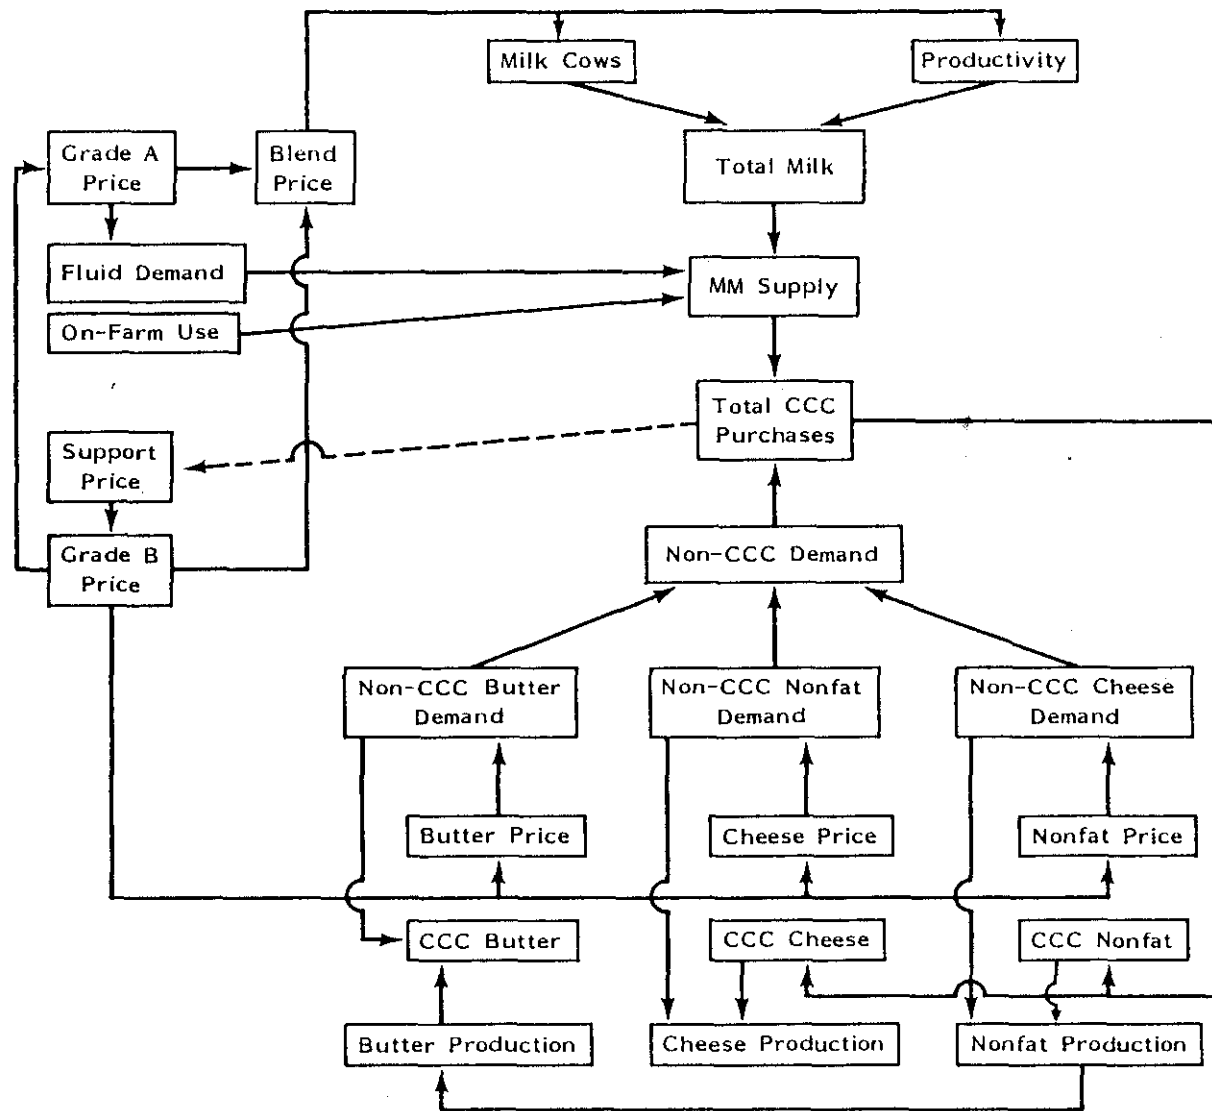 Milk Cows
Productivity
Grade A
Price
Blend
Price
Total Milk
Fluid Demand
MM Supply
On-Farm Use
Total CCC
Purchases
Support
Price
Grade B
Price
Non-CCC Demand
Non-CCC Butter
Demand
Non-CCC Nonfat
Demand
Non-CCC Cheese
Demand
Butter Price
Cheese Price
Nonfat Price
CCC Butter
CCC Cheese
CCC Nonfat
Butter Production
Cheese Production
Nonfat Production